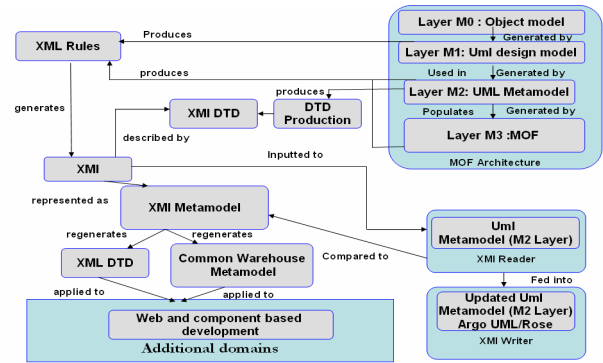 Layer M0 : Object model
Produces
Generated by
XML Rules
Layer M1: Uml design model
produces
Used in
Generated by
produces
Layer M2: UML Metamodel
generates
XMI DTD
DTD
Production
Populates
Generated by
described by
Layer M3 :MOF
Inputted to
MOF Architecture
XMI
represented as
XMI Metamodel
Uml
Metamodel (M2 Layer)
regenerates
regenerates
XML DTD
Common Warehouse
Metamodel
Compared to
XMI Reader
Fed into
applied to
applied to
Updated Uml
Metamodel (M2 Layer)
Argo UML/Rose
Web and component based
development
XMI Writer
Additional domains